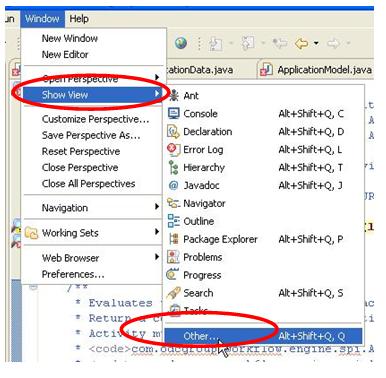 un Window Help
New Window
New Editor
Open Perspective
Show View
Customize Perspective...
Save Perspective As...
Reset Perspective
Close Perspective
Close All Perspectives
Navigation
Working Sets
Web Browser
Preferences...
cationData.java
ApplicationModel.java
Ant
Console Alt+Shift+Q, C
Declaration Alt+Shift+Q, D
Error Log Alt+Shift+Q, L
Hierarchy Alt+Shift+Q, T
Javadoc Alt+Shift+Q, J
Navigator
Outline
Package Explorer Alt+Shift+Q, P
Problems
Progress
Search Alt+Shift+Q, S
Tasks
Other... Alt+Shift+Q, Q
/**
* Evaluates
* Return a c
* Activity m
* <code>com.odcgroup.workflow.engine.spi.A